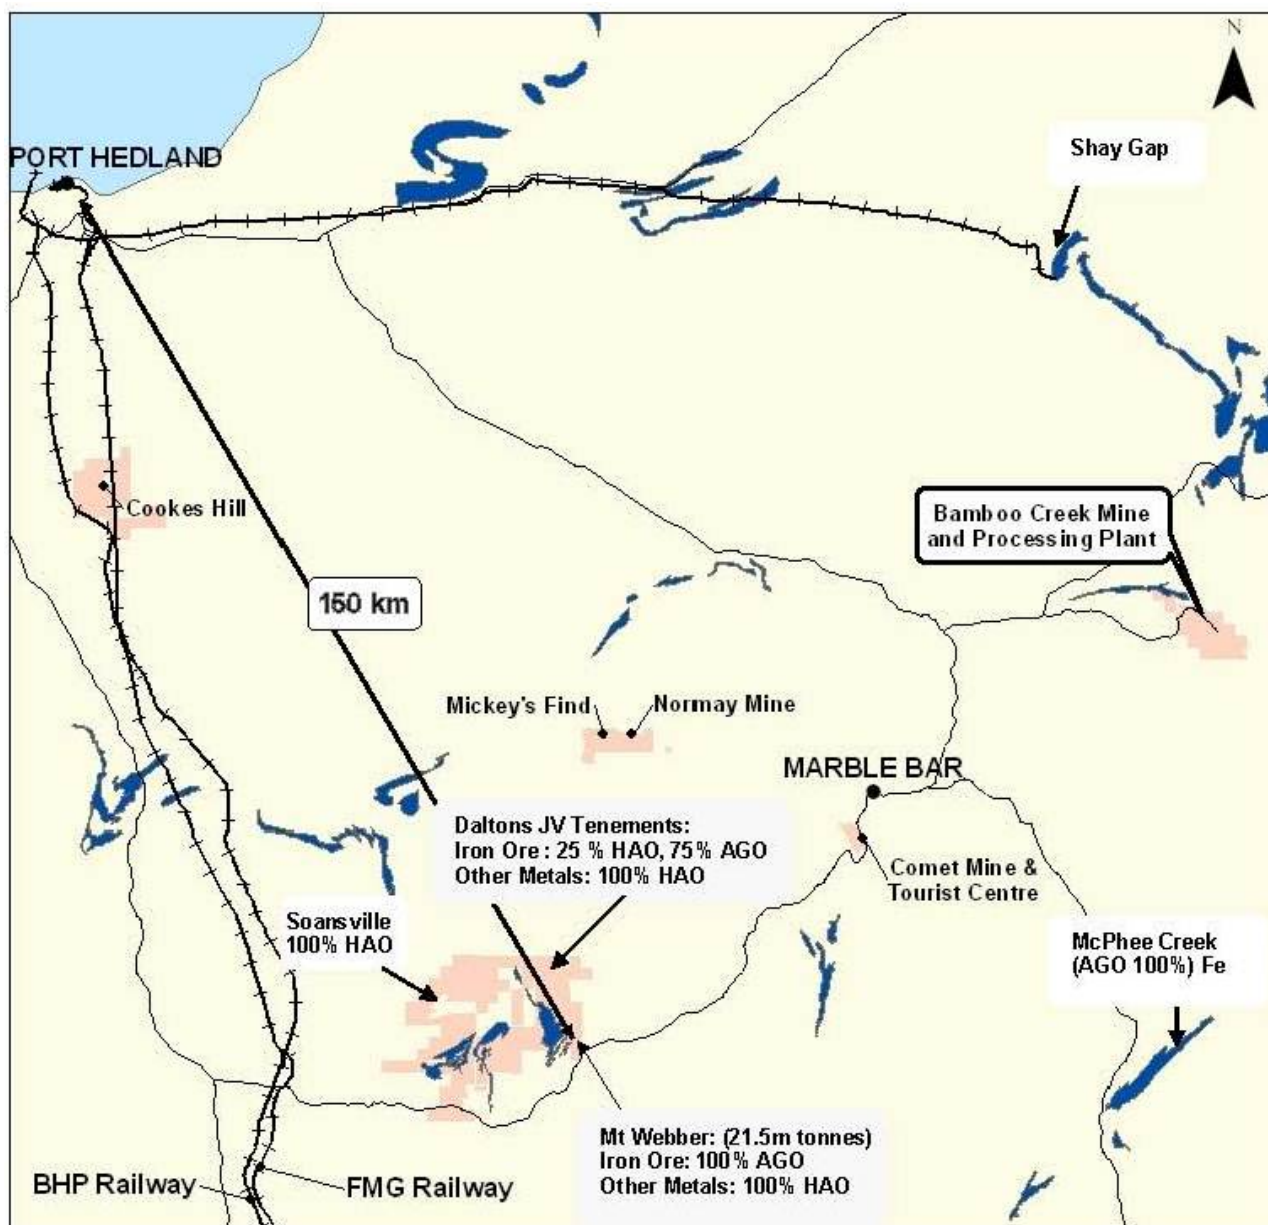 N
Shay Gap
PORT HEDLAND
Cookes Hill
Bamboo Creek Mine
and Processing Plant
150 km
Mickey's Find
Normay Mine
MARBLE BAR
Daltons JV Tenements:
Iron Ore : 25 % HAO, 75% AGO
Other Metals: 100% HAO
Comet Mine &
Tourist Centre
Soansville
100% HAO
McPhee Creek
(AGO 100%) Fe
Mt Webber: (21.5m tonnes)
Iron Ore: 100% AGO
Other Metals: 100% HAO
BHP Railway
FMG Railway